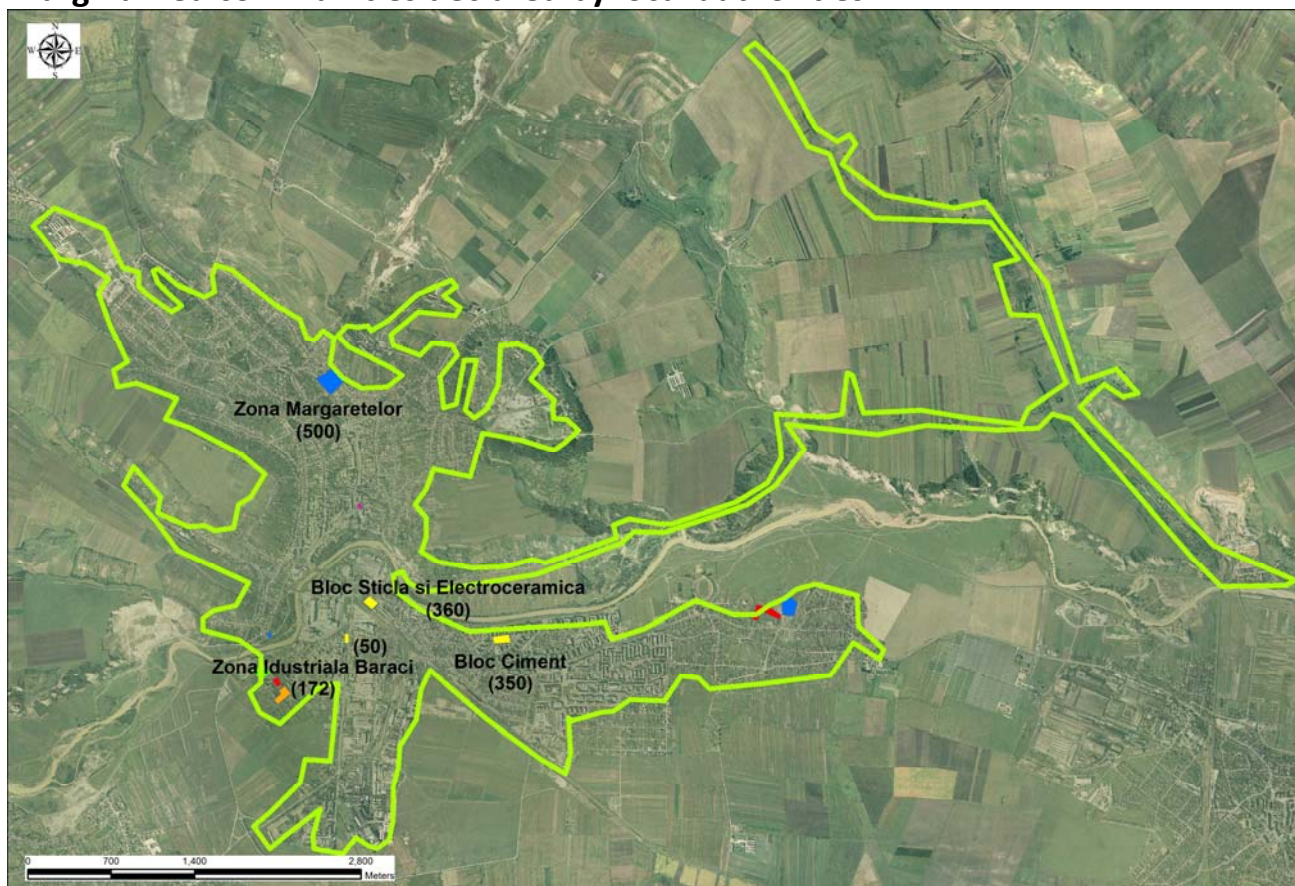 N
W E
S
Zona Margaretelor
(500)
Bloc Sticla si Electroceramica
(360)
(50)
Zona Idustriala Baraci
(172)
Bloc Ciment
(350)
0 700 1,400 2,800
Meters